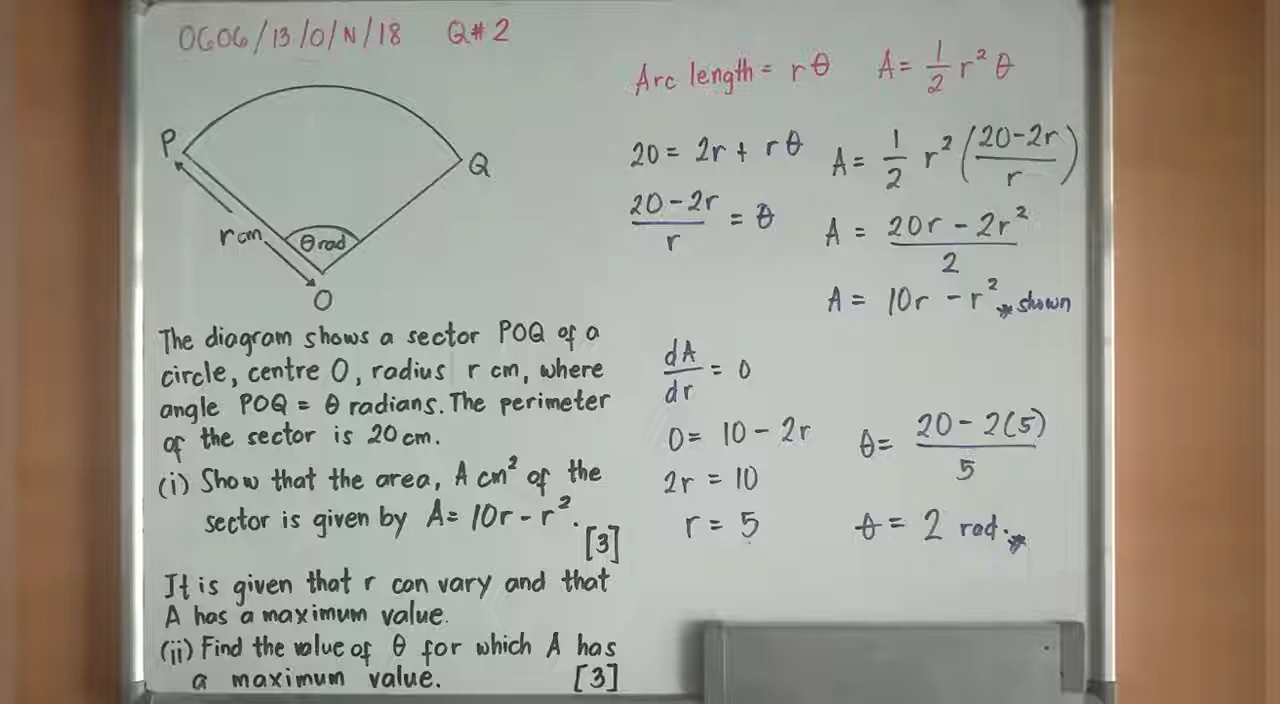 0606/13/O/N/18 Q#2
P
Q
r cm
θ rad
O
The diagram shows a sector POQ of a
circle, centre O, radius r cm, where
angle POQ = θ radians. The perimeter
of the sector is 20 cm.
(i) Show that the area, A cm² of the
sector is given by A = 10r - r².
[3]
It is given that r can vary and that
A has a maximum value.
(ii) Find the value of θ for which A has
a maximum value. [3]
Arc length = rθ A = 1/2 r² θ
20 = 2r + rθ
(20 - 2r)/r = θ
A = 1/2 r² ((20 - 2r)/r)
A = (20r - 2r²)/2
A = 10r - r² * shown
dA/dr = 0
0 = 10 - 2r
2r = 10
r = 5
θ = (20 - 2(5))/5
θ = 2 rad. *